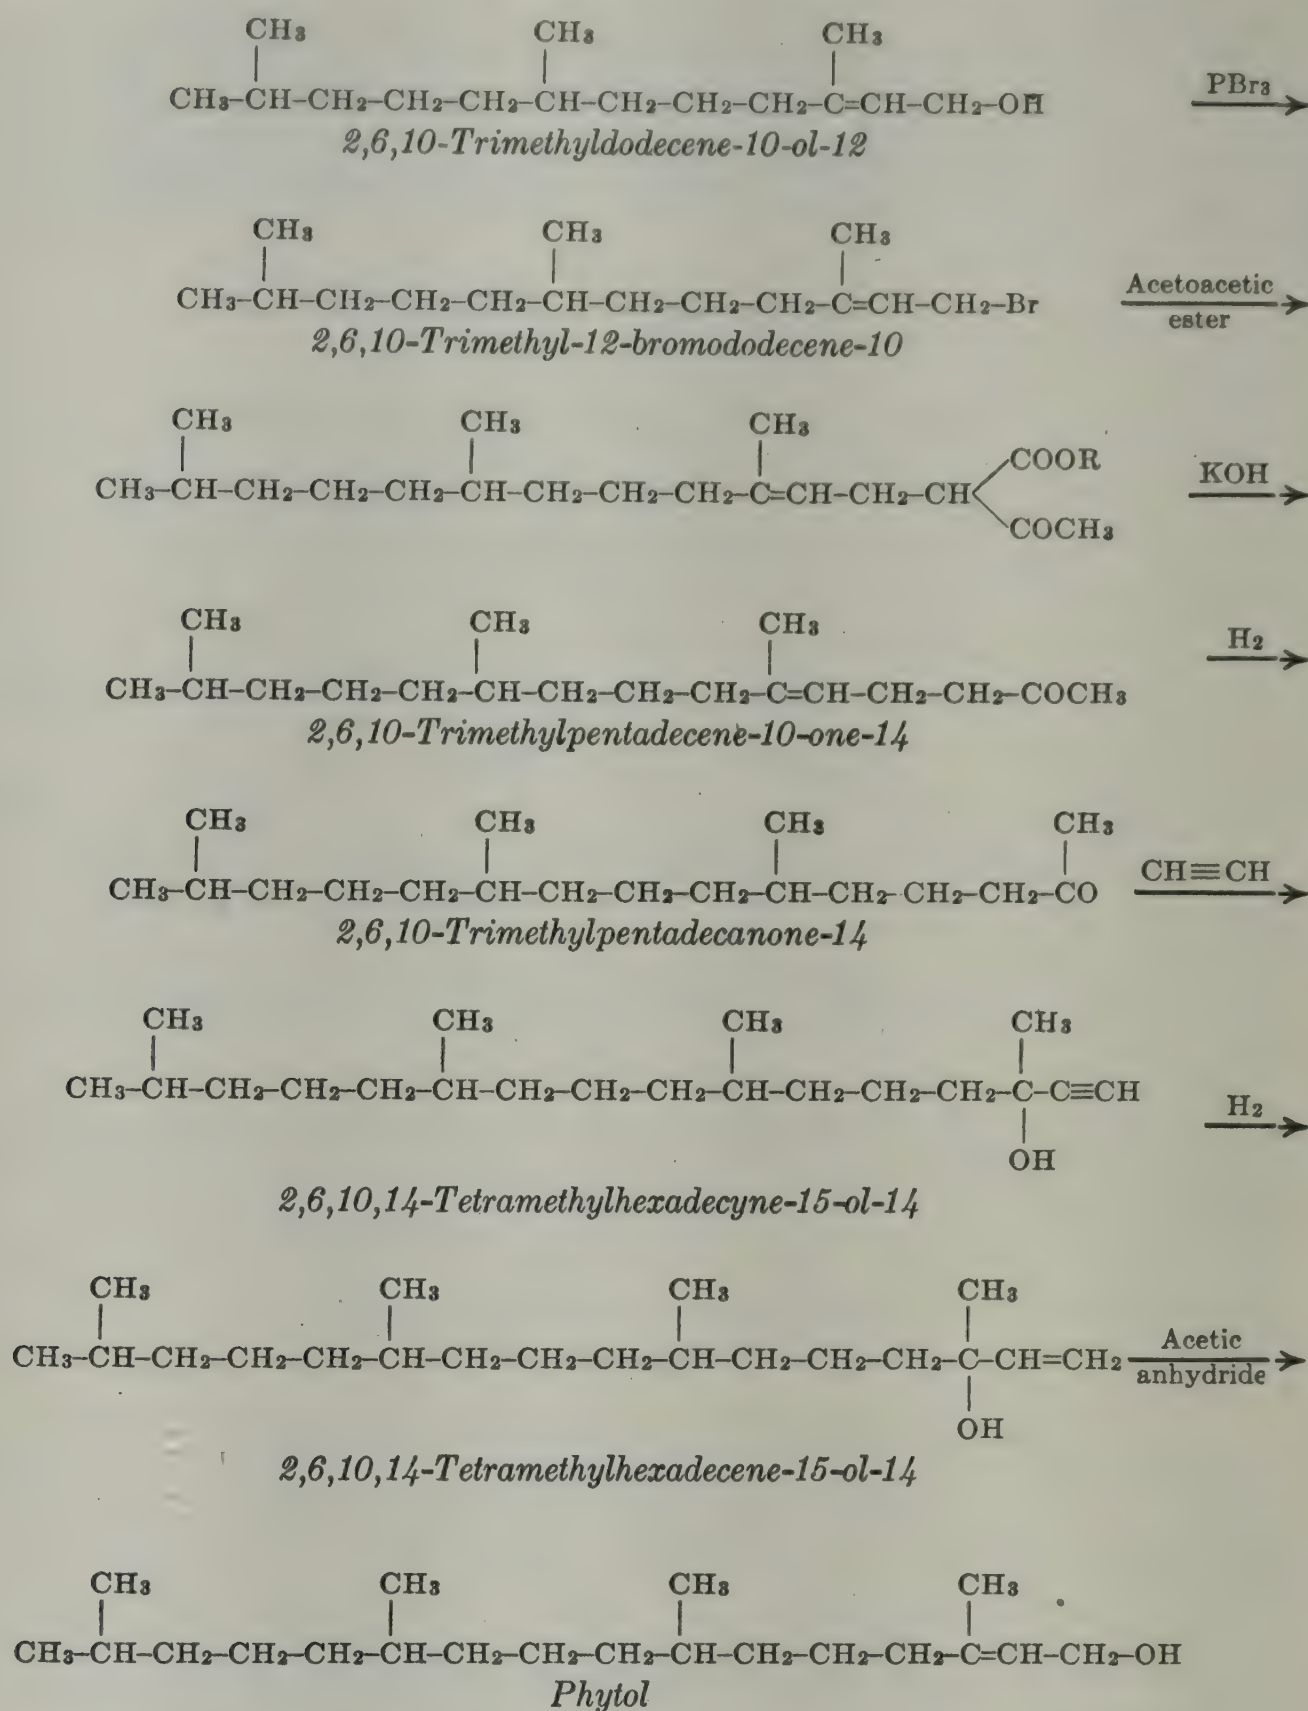 CH₃ CH₃ CH₃
CH₃-CH-CH₂-CH₂-CH₂-CH-CH₂-CH₂-CH₂-C=CH-CH₂-OH PBr₃
2,6,10-Trimethyldodecene-10-ol-12
CH₃ CH₃ CH₃
CH₃-CH-CH₂-CH₂-CH₂-CH-CH₂-CH₂-CH₂-C=CH-CH₂-Br Acetoacetic
ester
2,6,10-Trimethyl-12-bromododecene-10
CH₃ CH₃ CH₃
COOR
CH₃-CH-CH₂-CH₂-CH₂-CH-CH₂-CH₂-CH₂-C=CH-CH₂-CH KOH
COCH₃
CH₃ CH₃ CH₃
H₂
CH₃-CH-CH₂-CH₂-CH₂-CH-CH₂-CH₂-CH₂-C=CH-CH₂-CH₂-COCH₃
2,6,10-Trimethylpentadecene-10-one-14
CH₃ CH₃ CH₃ CH₃
CH₃-CH-CH₂-CH₂-CH₂-CH-CH₂-CH₂-CH₂-CH-CH₂-CH₂-CH₂-CO CH≡CH
2,6,10-Trimethylpentadecanone-14
CH₃ CH₃ CH₃ CH₃
CH₃-CH-CH₂-CH₂-CH₂-CH-CH₂-CH₂-CH₂-CH-CH₂-CH₂-CH₂-C-C≡CH
H₂
OH
2,6,10,14-Tetramethylhexadecyne-15-ol-14
CH₃ CH₃ CH₃ CH₃
CH₃-CH-CH₂-CH₂-CH₂-CH-CH₂-CH₂-CH₂-CH-CH₂-CH₂-CH₂-C-CH=CH₂ Acetic
anhydride
OH
2,6,10,14-Tetramethylhexadecene-15-ol-14
CH₃ CH₃ CH₃ CH₃
CH₃-CH-CH₂-CH₂-CH₂-CH-CH₂-CH₂-CH₂-CH-CH₂-CH₂-CH₂-C=CH-CH₂-OH
Phytol